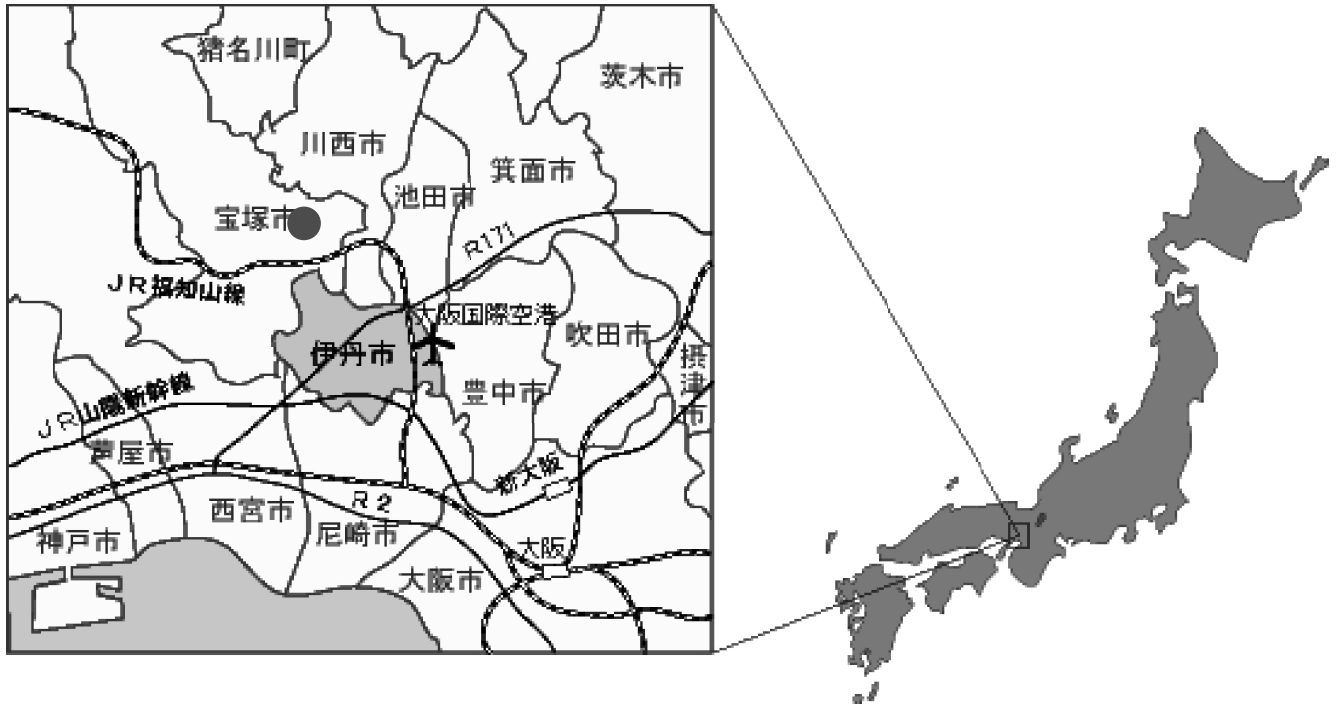 猪名川町
茨木市
川西市
箕面市
池田市
宝塚市
R171
JR福知山線
大阪国際空港
吹田市
伊丹市
摂津市
豊中市
JR山陽新幹線
芦屋市
新大阪
R2
西宮市
尼崎市
神戸市
大阪
大阪市